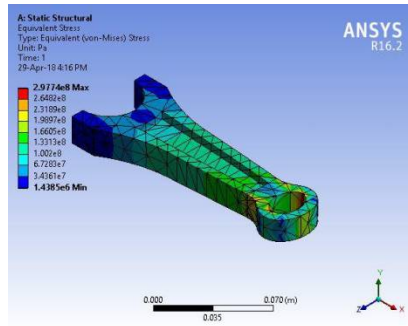 A: Static Structural
Equivalent Stress
Type: Equivalent (von-Mises) Stress
Unit: Pa
Time: 1
29-Apr-18 4:16 PM
ANSYS
R16.2
2.9774e8 Max
2.6482e8
2.3189e8
1.9897e8
1.6605e8
1.3313e8
1.002e8
6.7283e7
3.4361e7
1.4385e6 Min
0.000
0.070 (m)
0.035
Y
Z
X